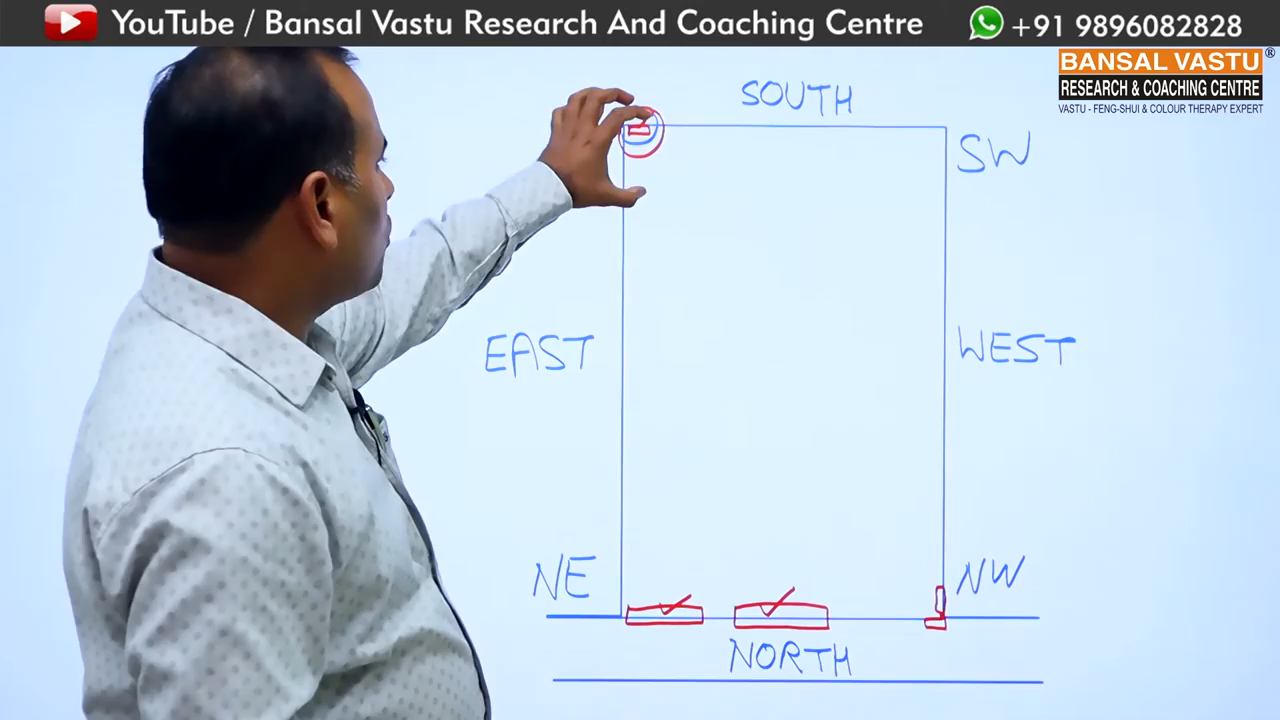 YouTube / Bansal Vastu Research And Coaching Centre +91 9896082828
BANSAL VASTU ®
RESEARCH & COACHING CENTRE
VASTU - FENG-SHUI & COLOUR THERAPY EXPERT
SOUTH
SW
EAST
WEST
NE
NW
NORTH